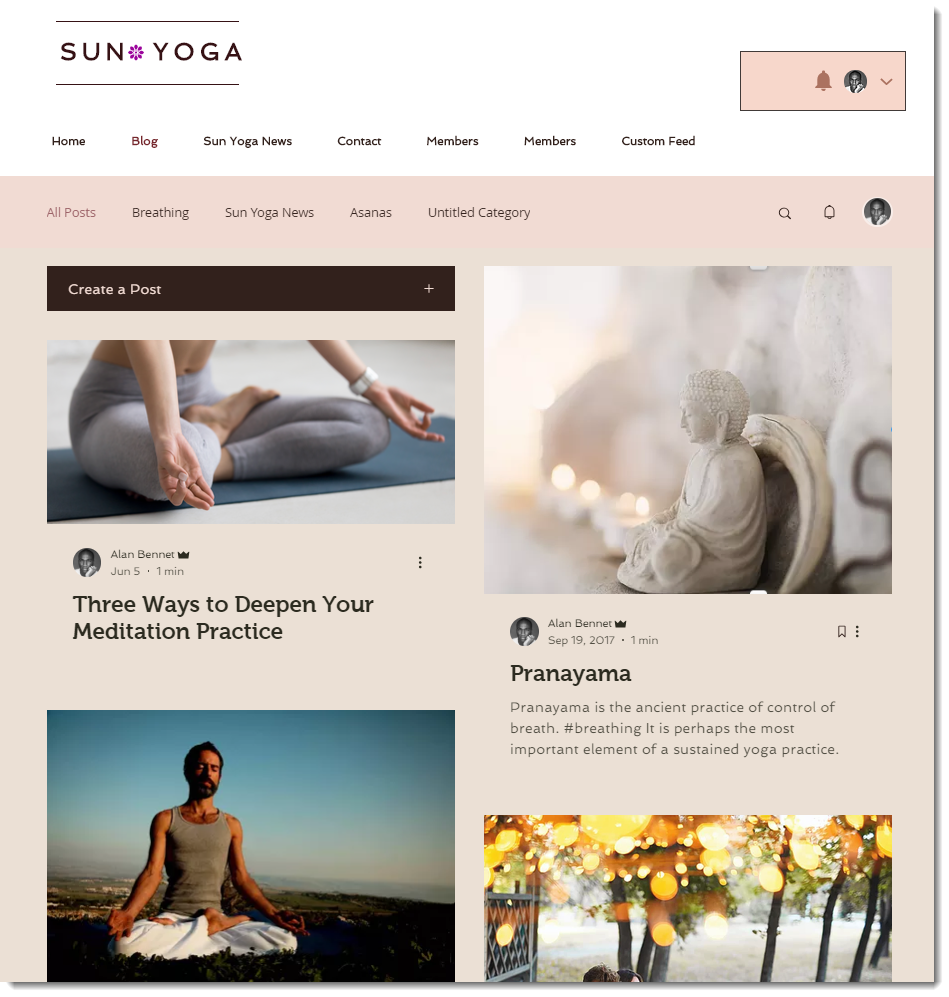 SUN YOGA
Home Blog Sun Yoga News Contact Members Members Custom Feed
All Posts Breathing Sun Yoga News Asanas Untitled Category
Create a Post +
Alan Bennet
Jun 5 · 1 min
Three Ways to Deepen Your
Meditation Practice
Alan Bennet
Sep 19, 2017 · 1 min
Pranayama
Pranayama is the ancient practice of control of
breath. #breathing It is perhaps the most
important element of a sustained yoga practice.